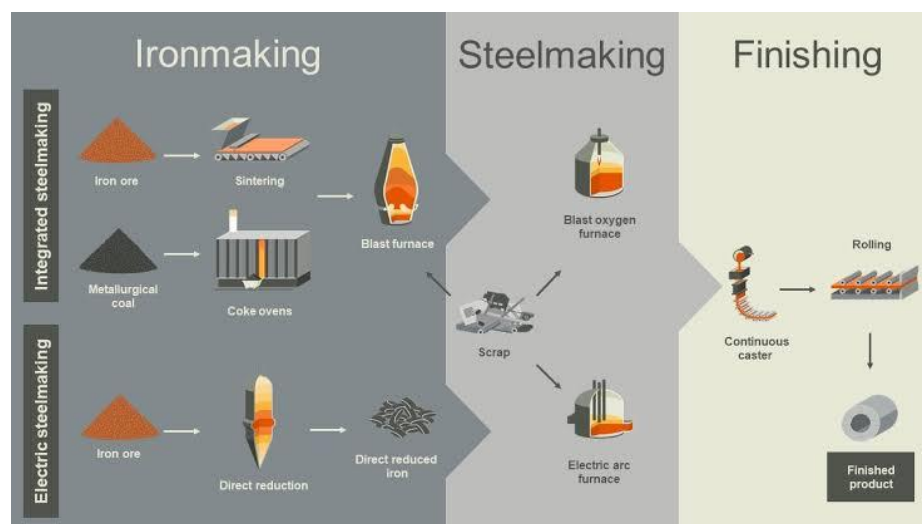 Ironmaking
Steelmaking
Finishing
Integrated steelmaking
Iron ore
Sintering
Blast furnace
Metallurgical
coal
Coke ovens
Blast oxygen
furnace
Scrap
Electric steelmaking
Iron ore
Direct reduction
Direct reduced
iron
Electric arc
furnace
Continuous
caster
Rolling
Finished
product